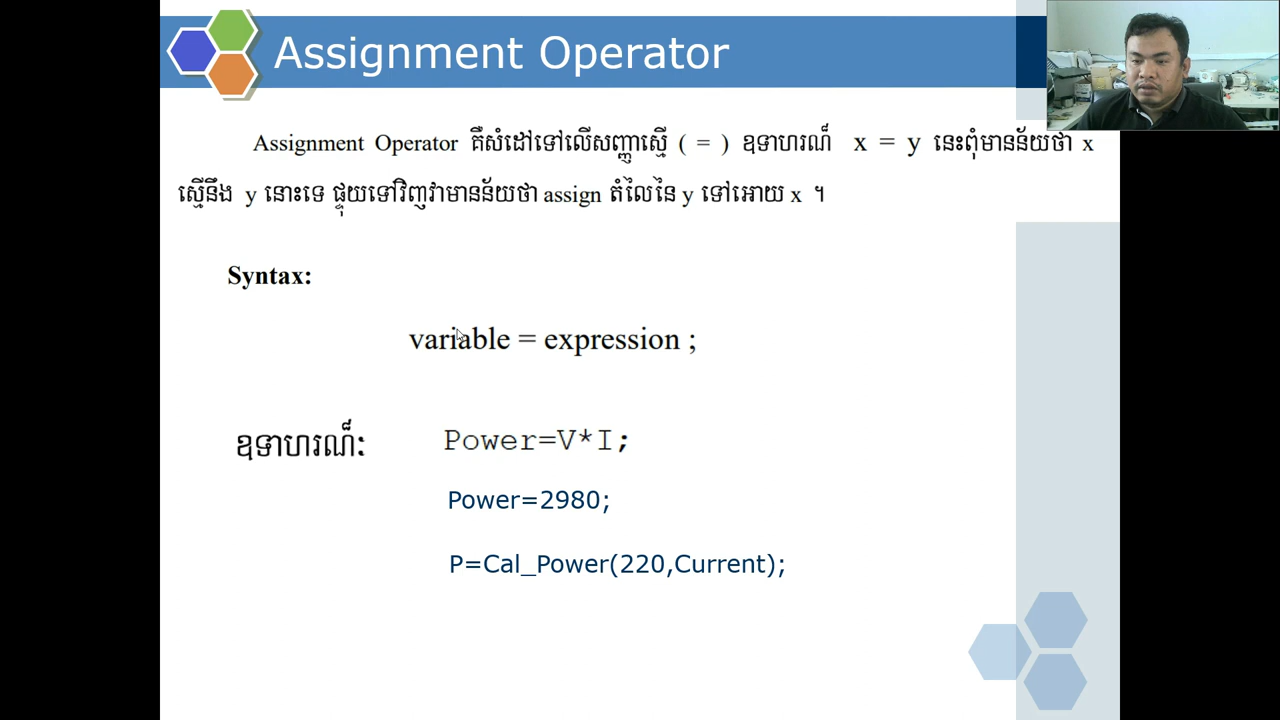 Assignment Operator
Assignment Operator គឺសំដៅទៅលើសញ្ញាស្មើ ( = ) ឧទាហរណ៍ x = y នេះពុំមានន័យថា x
ស្មើនឹង y នោះទេ ផ្ទុយទៅវិញវាមានន័យថា assign តំលៃនៃ y ទៅអោយ x ។
Syntax:
variable = expression ;
ឧទាហរណ៏: Power=V*I;
Power=2980;
P=Cal_Power(220,Current);